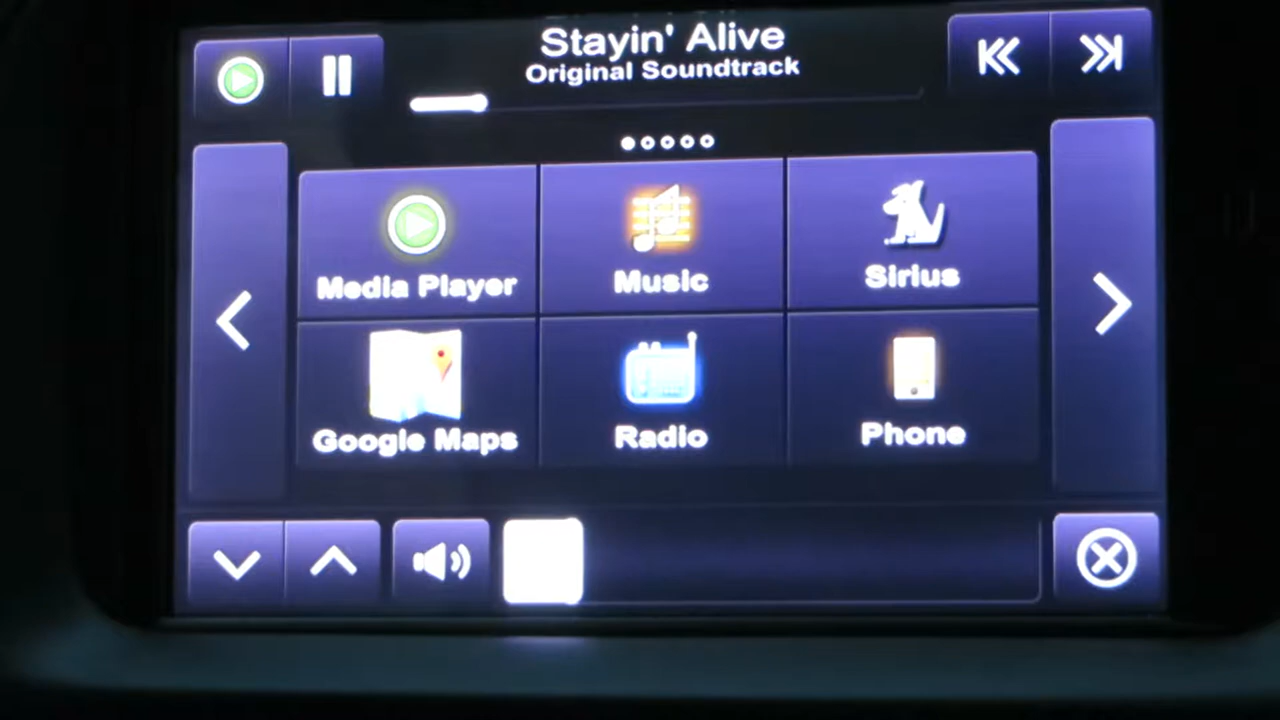 Stayin' Alive
Original Soundtrack
Media Player
Music
Sirius
Google Maps
Radio
Phone